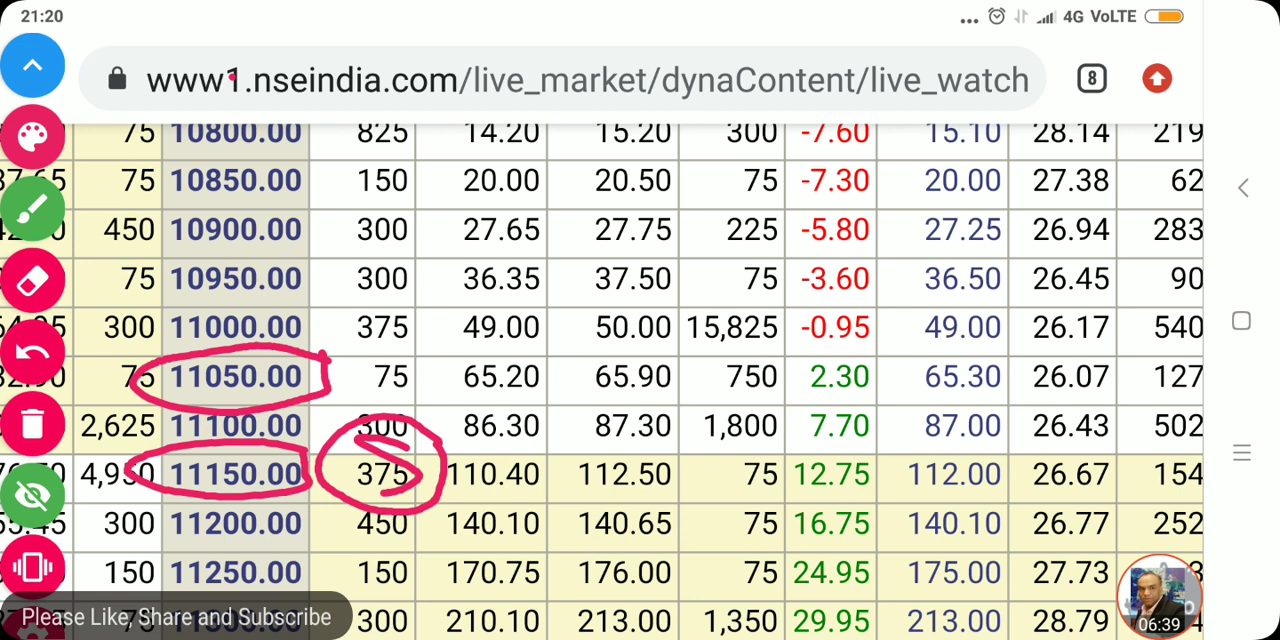 21:20 ... 4G VoLTE
www1.nseindia.com/live_market/dynaContent/live_watch 8
75 10800.00 825 14.20 15.20 300 -7.60 15.10 28.14 219
75 10850.00 150 20.00 20.50 75 -7.30 20.00 27.38 62
450 10900.00 300 27.65 27.75 225 -5.80 27.25 26.94 283
75 10950.00 300 36.35 37.50 75 -3.60 36.50 26.45 90
300 11000.00 375 49.00 50.00 15,825 -0.95 49.00 26.17 540
75 11050.00 75 65.20 65.90 750 2.30 65.30 26.07 127
2,625 11100.00 300 86.30 87.30 1,800 7.70 87.00 26.43 502
4,950 11150.00 375 110.40 112.50 75 12.75 112.00 26.67 154
S
300 11200.00 450 140.10 140.65 75 16.75 140.10 26.77 252
150 11250.00 150 170.75 176.00 75 24.95 175.00 27.73
300 210.10 213.00 1,350 29.95 213.00 28.79
Please Like, Share and Subscribe
06:39